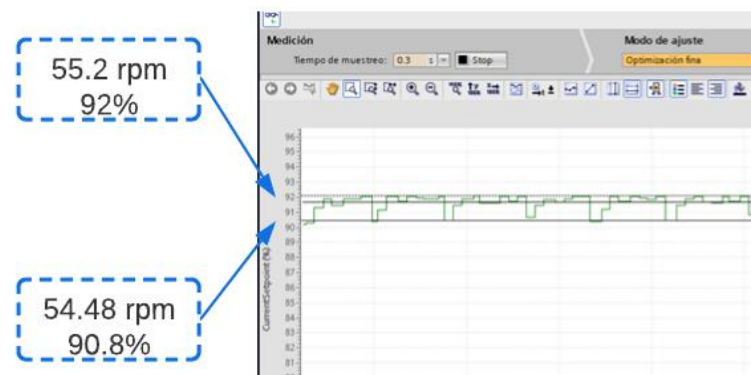 55.2 rpm
92%
54.48 rpm
90.8%
Medición
Modo de ajuste
Tiempo de muestreo: 0.3 s Stop
Optimización fina
CurrentSetpoint (%)
96
95
94
93
92
91
90
89
88
87
86
85
84
83
82
81